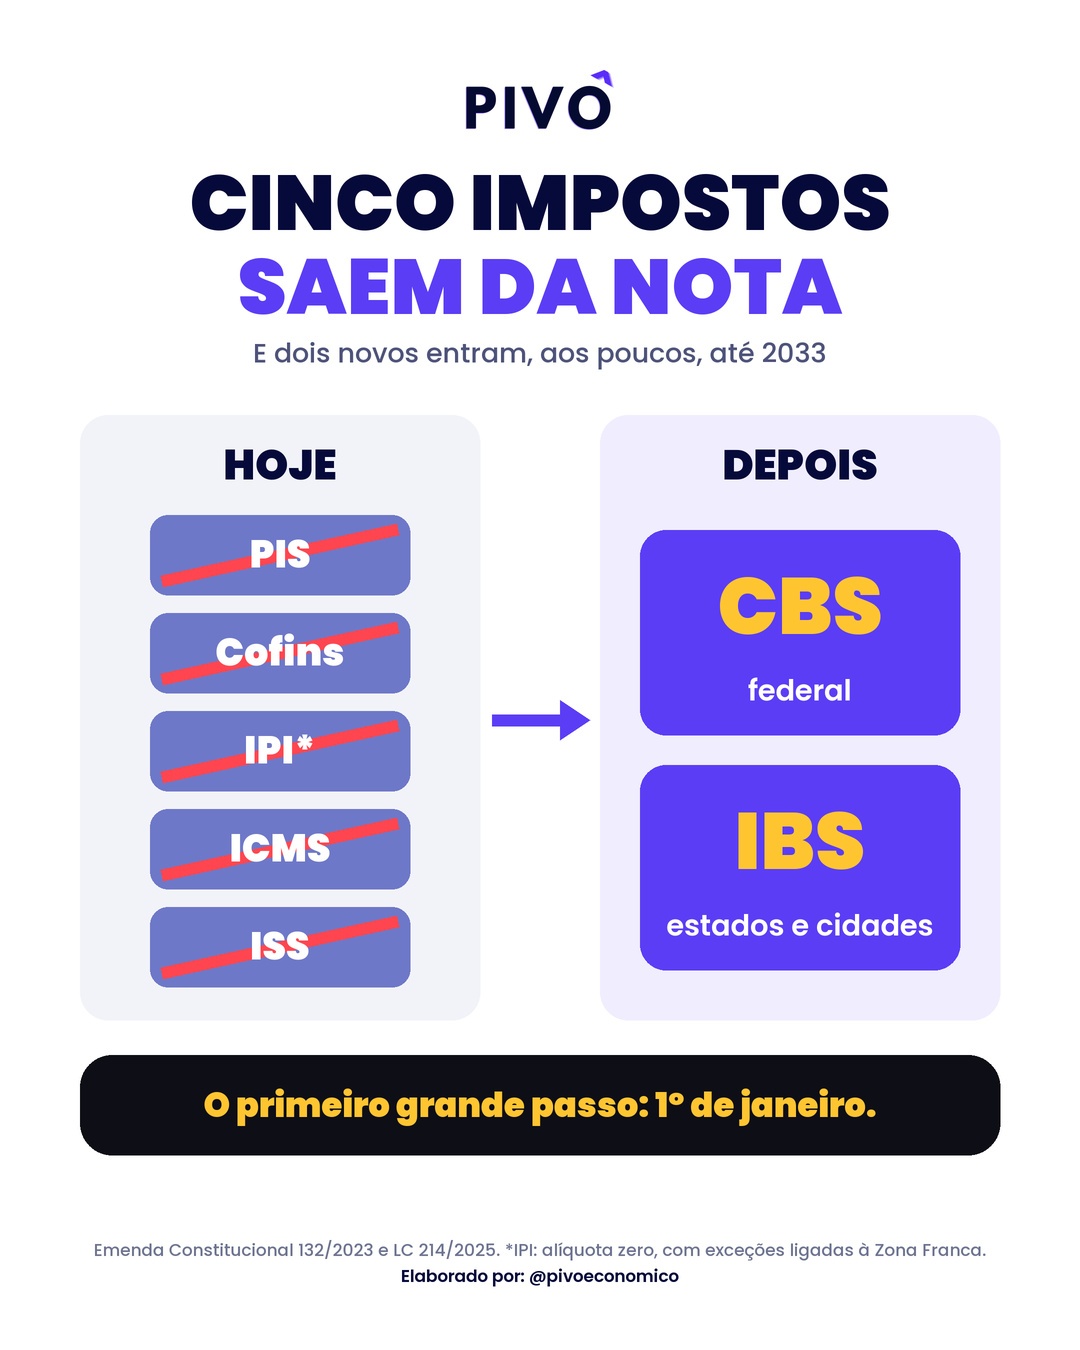 PIVÔ
CINCO IMPOSTOS
SAEM DA NOTA
E dois novos entram, aos poucos, até 2033
HOJE
PIS
Cofins
IPI*
ICMS
ISS
DEPOIS
CBS
federal
IBS
estados e cidades
O primeiro grande passo: 1º de janeiro.
Emenda Constitucional 132/2023 e LC 214/2025. *IPI: alíquota zero, com exceções ligadas à Zona Franca.
Elaborado por: @pivoeconomico